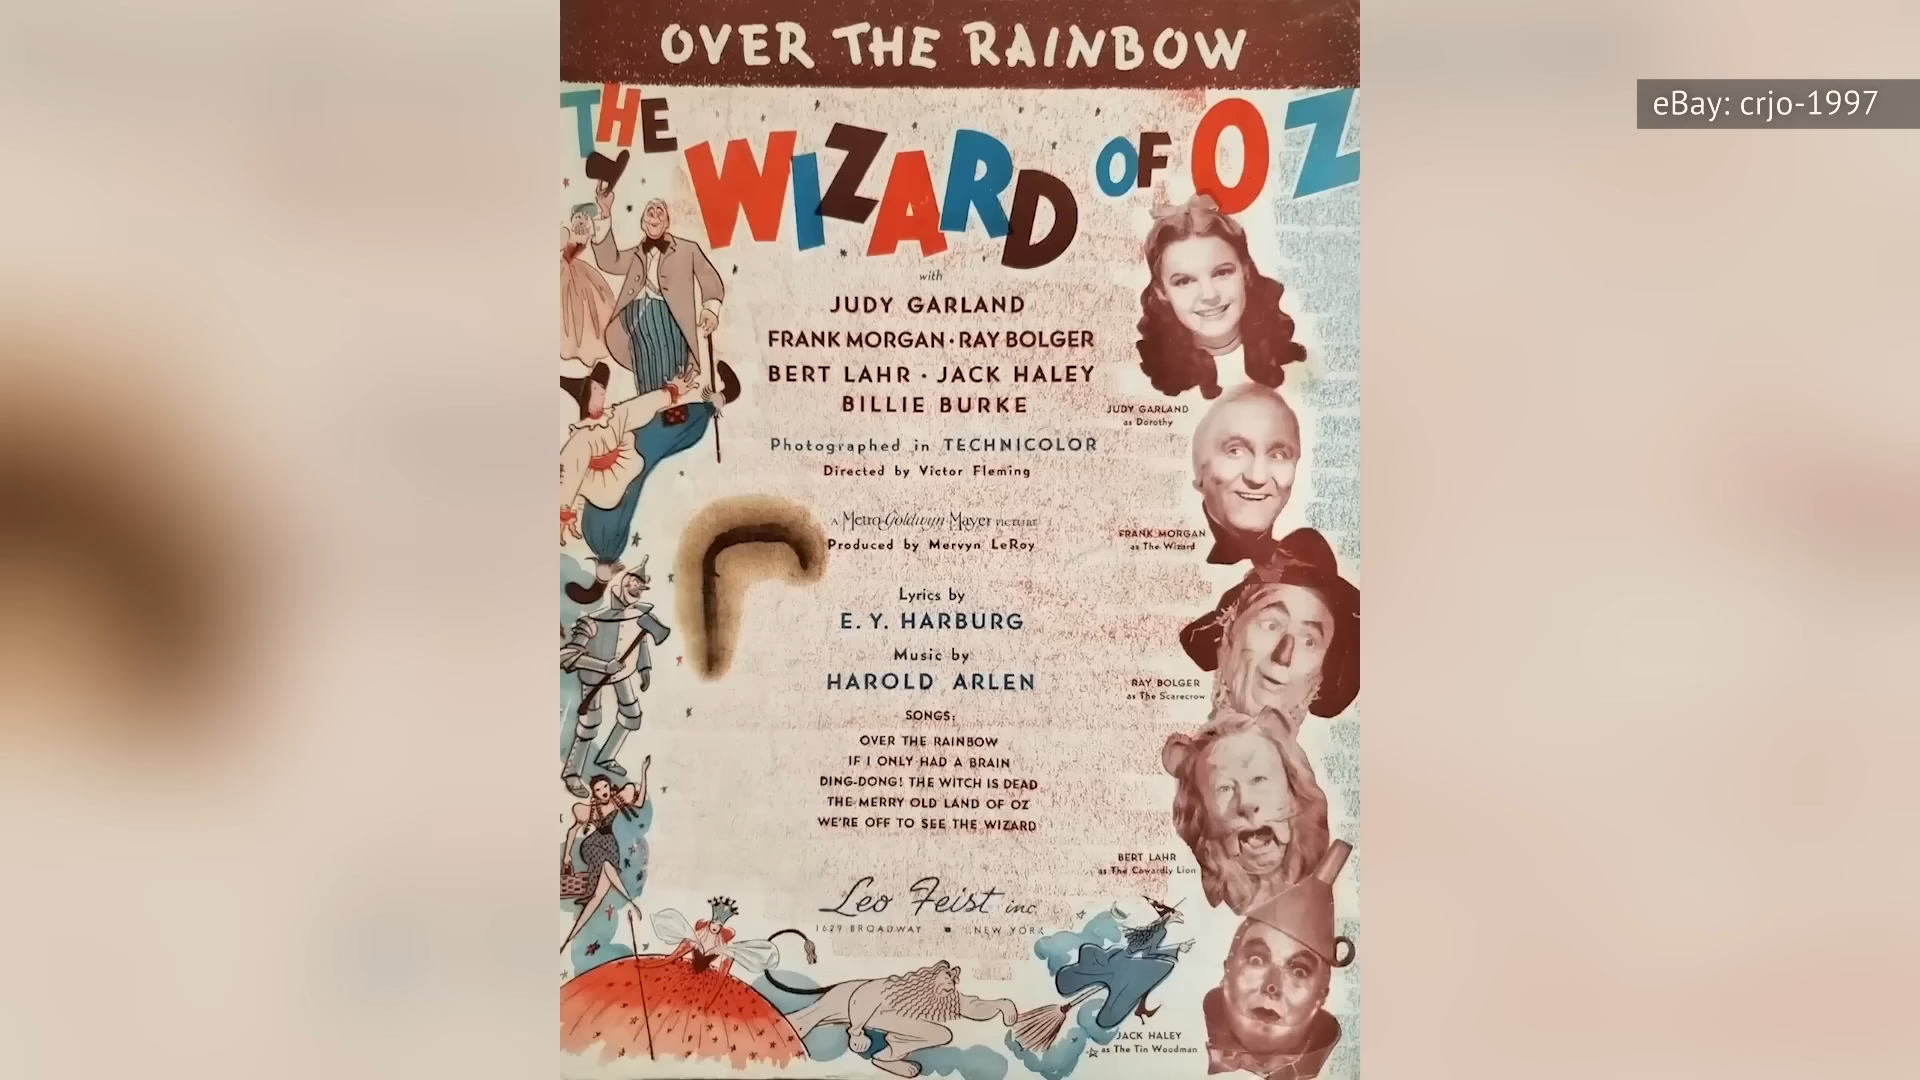 OVER THE RAINBOW
eBay: crjo-1997
THE WIZARD OF OZ
with
JUDY GARLAND
FRANK MORGAN · RAY BOLGER
BERT LAHR · JACK HALEY
BILLIE BURKE
Photographed in TECHNICOLOR
Directed by Victor Fleming
A Metro-Goldwyn-Mayer PICTURE
Produced by Mervyn LeRoy
Lyrics by
E. Y. HARBURG
Music by
HAROLD ARLEN
SONGS:
OVER THE RAINBOW
IF I ONLY HAD A BRAIN
DING-DONG! THE WITCH IS DEAD
THE MERRY OLD LAND OF OZ
WE'RE OFF TO SEE THE WIZARD
Leo Feist inc.
1629 BROADWAY ▪ NEW YORK
JUDY GARLAND
as Dorothy
FRANK MORGAN
as The Wizard
RAY BOLGER
as The Scarecrow
BERT LAHR
as The Cowardly Lion
JACK HALEY
as The Tin Woodman